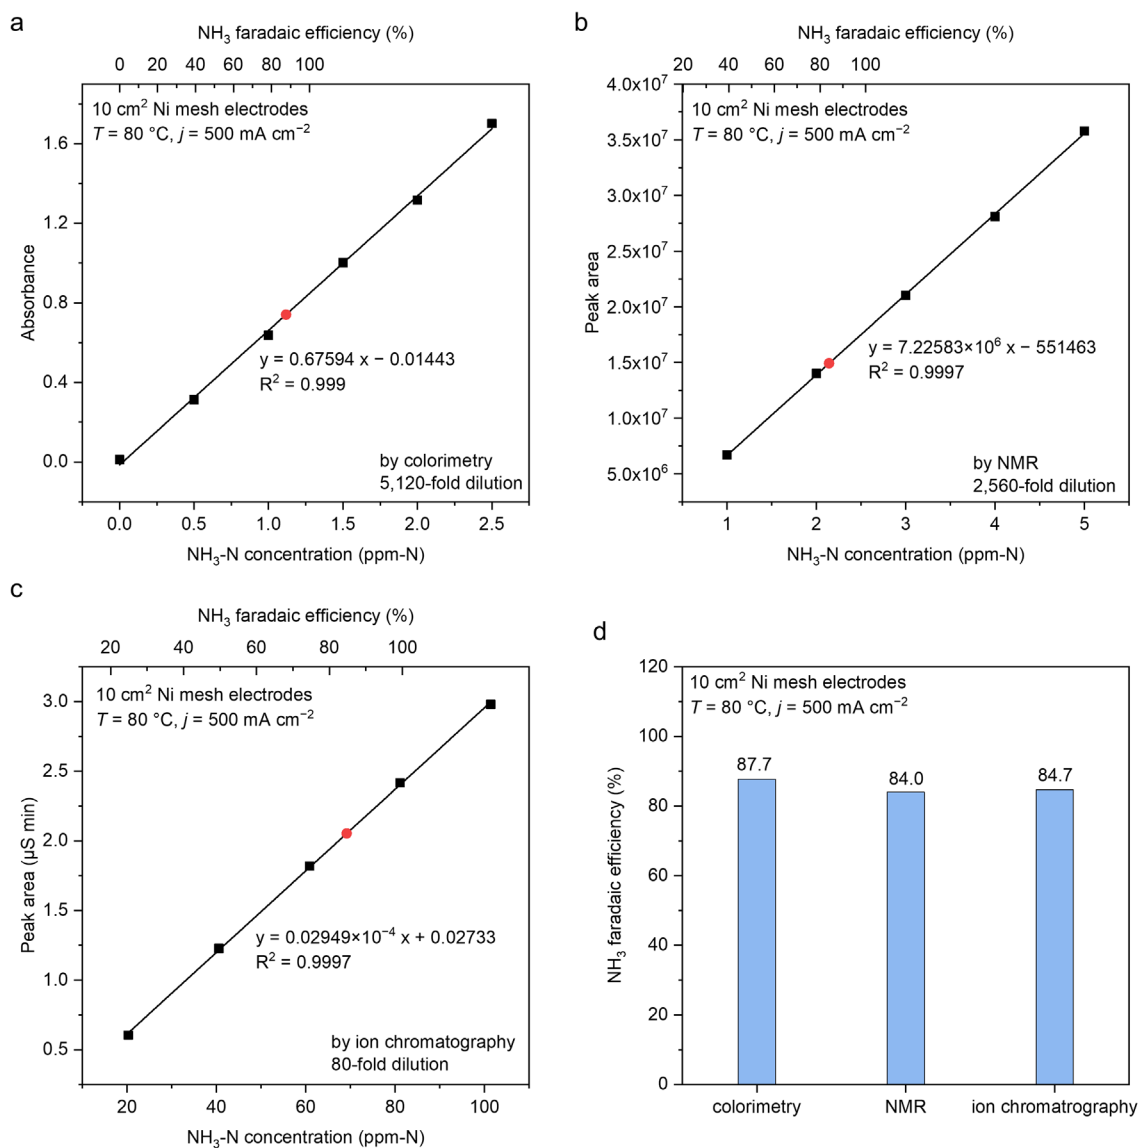 a
NH₃ faradaic efficiency (%)
0 20 40 60 80 100
10 cm² Ni mesh electrodes
T = 80 °C, j = 500 mA cm⁻²
1.6
1.2
0.8
0.4
0.0
Absorbance
y = 0.67594 x − 0.01443
R² = 0.999
by colorimetry
5,120-fold dilution
0.0 0.5 1.0 1.5 2.0 2.5
NH₃-N concentration (ppm-N)
b
NH₃ faradaic efficiency (%)
20 40 60 80 100
10 cm² Ni mesh electrodes
T = 80 °C, j = 500 mA cm⁻²
4.0x10⁷
3.5x10⁷
3.0x10⁷
2.5x10⁷
2.0x10⁷
1.5x10⁷
1.0x10⁷
5.0x10⁶
Peak area
y = 7.22583×10⁶ x − 551463
R² = 0.9997
by NMR
2,560-fold dilution
1 2 3 4 5
NH₃-N concentration (ppm-N)
c
NH₃ faradaic efficiency (%)
20 40 60 80 100
10 cm² Ni mesh electrodes
T = 80 °C, j = 500 mA cm⁻²
3.0
2.5
2.0
1.5
1.0
0.5
Peak area (µS min)
y = 0.02949×10⁻⁴ x + 0.02733
R² = 0.9997
by ion chromatography
80-fold dilution
20 40 60 80 100
NH₃-N concentration (ppm-N)
d
10 cm² Ni mesh electrodes
T = 80 °C, j = 500 mA cm⁻²
120
100
80
60
40
20
0
NH₃ faradaic efficiency (%)
87.7 84.0 84.7
colorimetry NMR ion chromatography